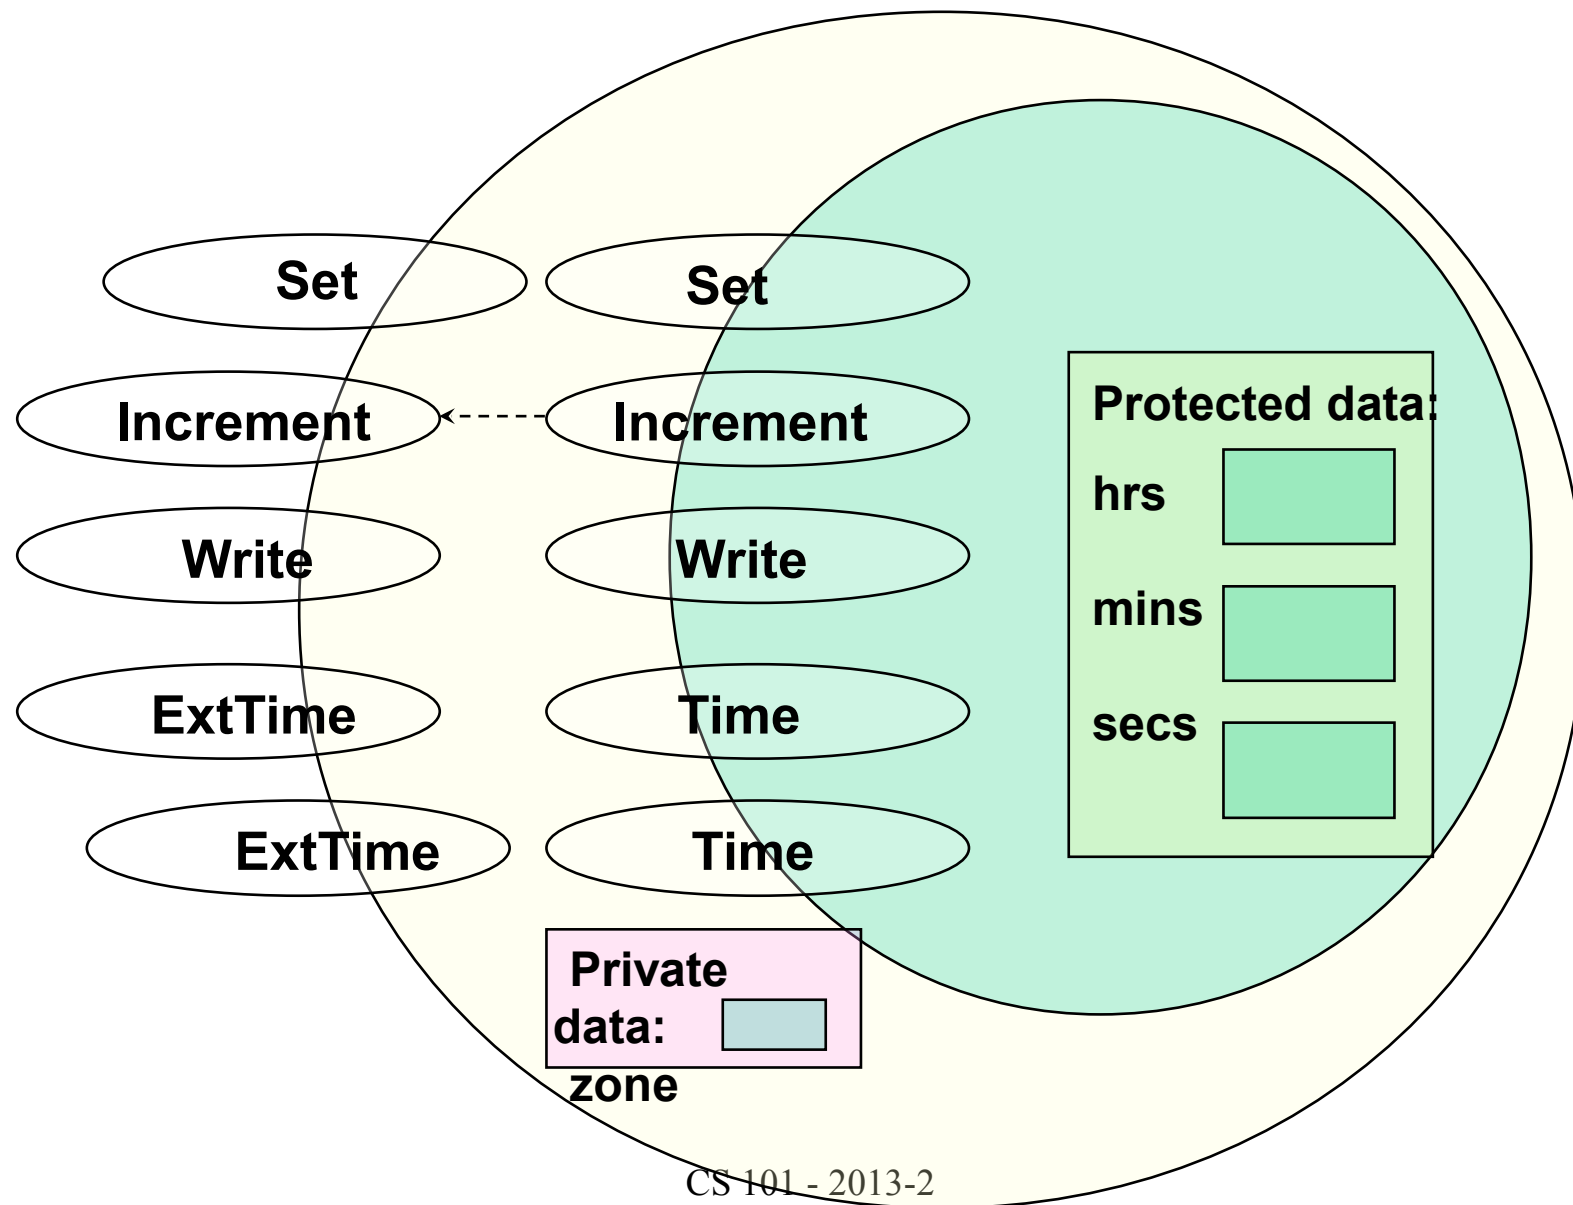 Set
Set
Increment
Increment
Write
Write
ExtTime
Time
ExtTime
Time
Protected data:
hrs
mins
secs
Private
data:
zone
CS 101 - 2013-2